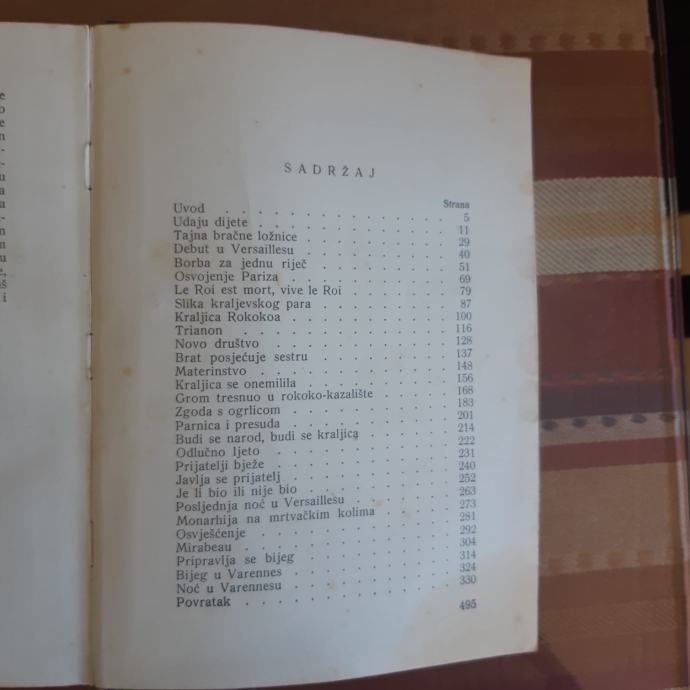 e
o
e
n
-
-
u
a
a
-
n
n
u
e,
š
i
SADRŽAJ
Strana
Uvod . . . . . . . . . . . . . 5
Udaju dijete . . . . . . . . . . 11
Tajna bračne ložnice . . . . . . . . 29
Debut u Versaillesu . . . . . . . . 40
Borba za jednu riječ . . . . . . . . 51
Osvojenje Pariza . . . . . . . . . 69
Le Roi est mort, vive le Roi . . . . . . 79
Slika kraljevskog para . . . . . . . . 87
Kraljica Rokokoa . . . . . . . . . 100
Trianon . . . . . . . . . . . . 116
Novo društvo . . . . . . . . . . 128
Brat posjećuje sestru . . . . . . . . 137
Materinstvo . . . . . . . . . . . 148
Kraljica se onemilila . . . . . . . . 156
Grom tresnuo u rokoko-kazalište . . . . . 168
Zgoda s ogrlicom . . . . . . . . . 183
Parnica i presuda . . . . . . . . . 201
Budi se narod, budi se kraljica . . . . . 214
Odlučno ljeto . . . . . . . . . . 222
Prijatelji bježe . . . . . . . . . . 231
Javlja se prijatelj . . . . . . . . . 240
Je li bio ili nije bio . . . . . . . . 252
Posljednja noć u Versaillesu . . . . . . 263
Monarhija na mrtvačkim kolima . . . . . 273
Osvješćenje . . . . . . . . . . . 281
Mirabeau . . . . . . . . . . . . 292
Pripravlja se bijeg . . . . . . . . . 304
Bijeg u Varennes . . . . . . . . . 314
Noć u Varennesu . . . . . . . . . 324
Povratak . . . . . . . . . . . . 330
495